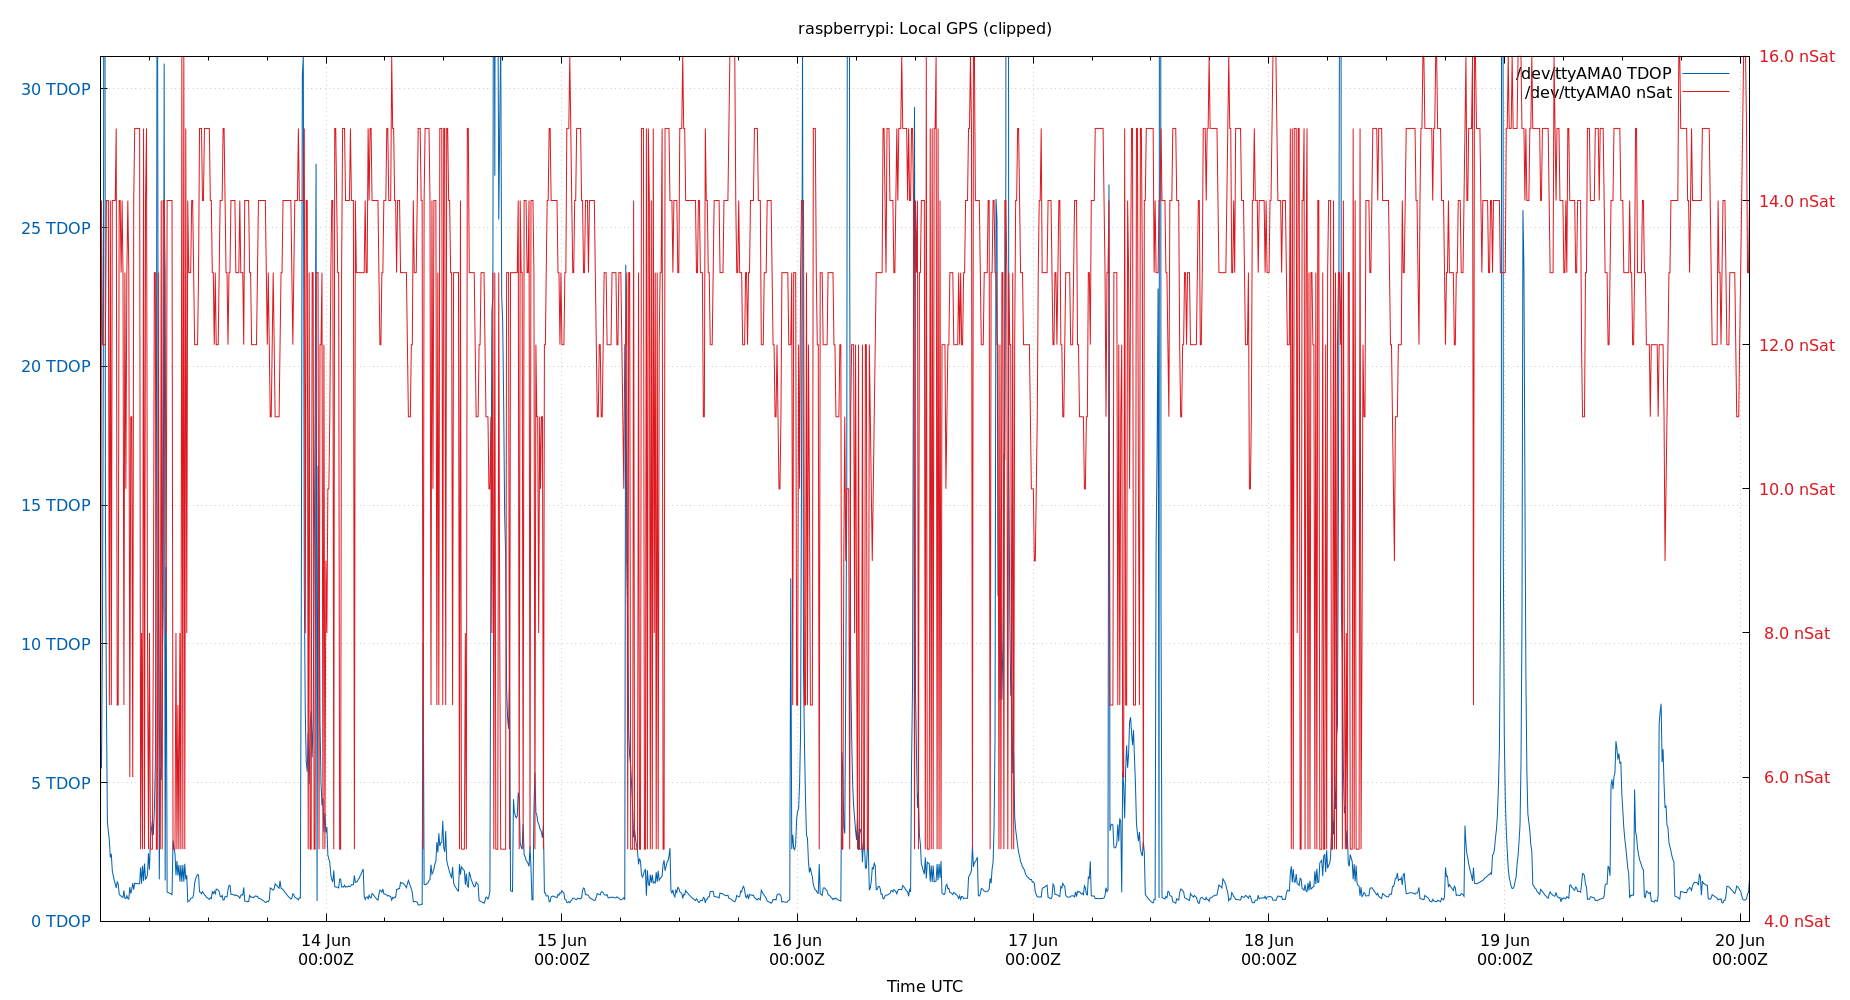 raspberrypi: Local GPS (clipped)
/dev/ttyAMA0 TDOP
/dev/ttyAMA0 nSat
30 TDOP
25 TDOP
20 TDOP
15 TDOP
10 TDOP
5 TDOP
0 TDOP
16.0 nSat
14.0 nSat
12.0 nSat
10.0 nSat
8.0 nSat
6.0 nSat
4.0 nSat
14 Jun
00:00Z
15 Jun
00:00Z
16 Jun
00:00Z
17 Jun
00:00Z
18 Jun
00:00Z
19 Jun
00:00Z
20 Jun
00:00Z
Time UTC